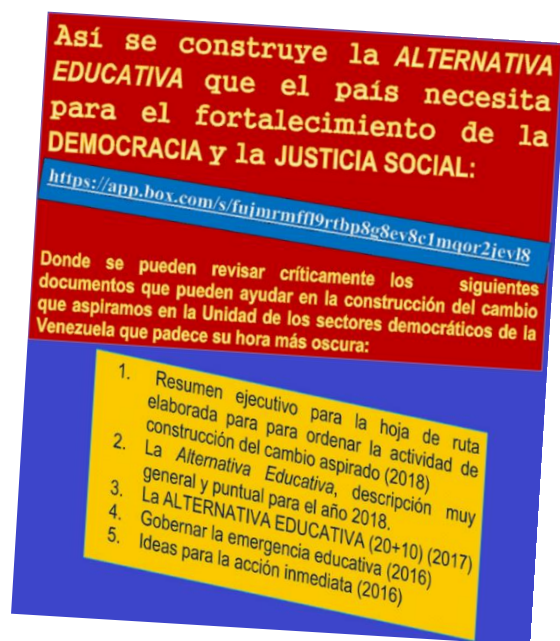 Así se construye la ALTERNATIVA
EDUCATIVA que el país necesita
para el fortalecimiento de la
DEMOCRACIA y la JUSTICIA SOCIAL:
https://app.box.com/s/fujmrmffl9rtbp8g8ev8c1mqor2jevl8
Donde se pueden revisar críticamente los siguientes
documentos que pueden ayudar en la construcción del cambio
que aspiramos en la Unidad de los sectores democráticos de la
Venezuela que padece su hora más oscura:
1. Resumen ejecutivo para la hoja de ruta
elaborada para para ordenar la actividad de
construcción del cambio aspirado (2018)
2. La Alternativa Educativa, descripción muy
general y puntual para el año 2018.
3. La ALTERNATIVA EDUCATIVA (20+10) (2017)
4. Gobernar la emergencia educativa (2016)
5. Ideas para la acción inmediata (2016)